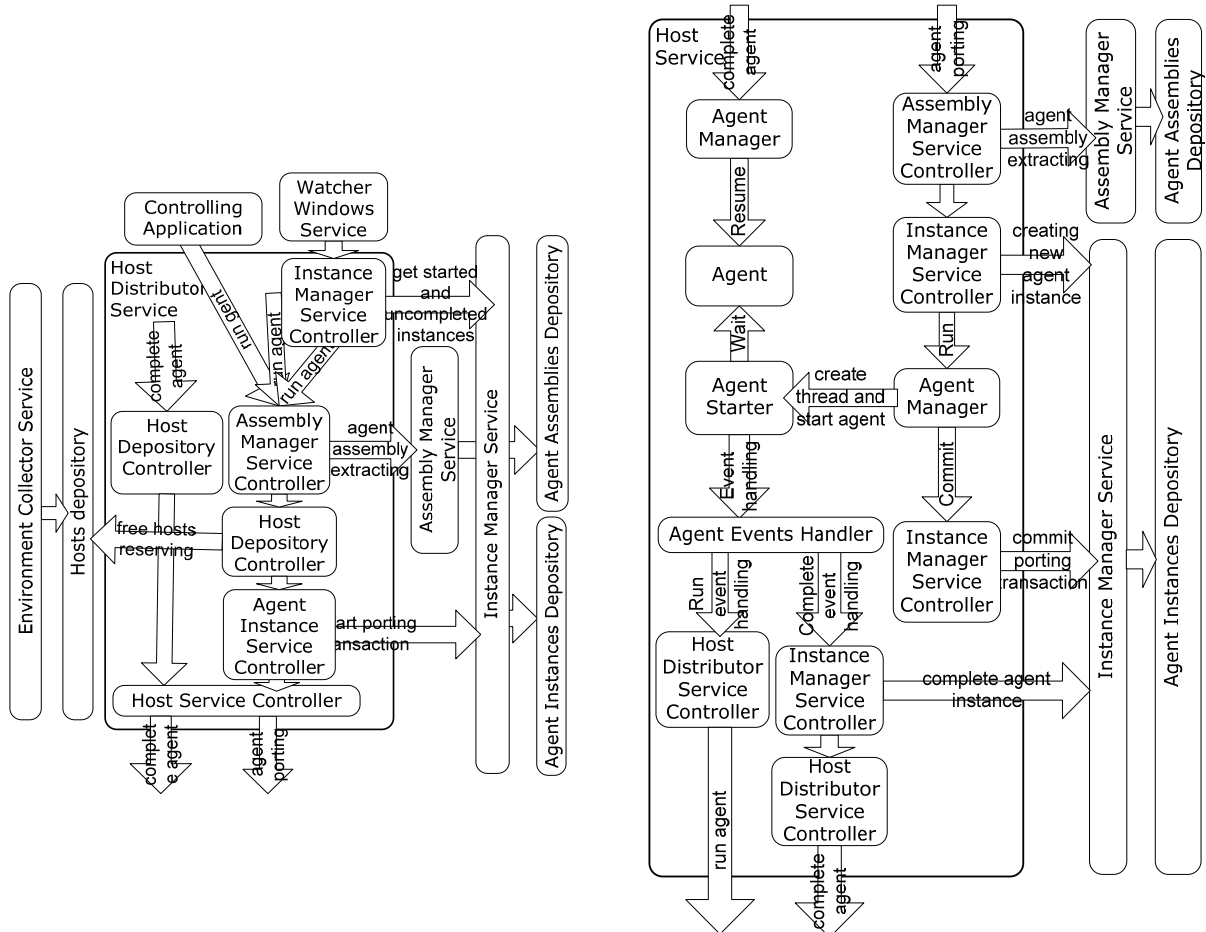 Controlling
Application
Watcher
Windows
Service
Host
Distributor
Service
Instance
Manager
Service
Controller
get started
and
uncompleted
instances
run agent
run agent
complete
agent
Host
Depository
Controller
Assembly
Manager
Service
Controller
agent
assembly
extracting
Assembly Manager
Service
free hosts
reserving
Host
Depository
Controller
Agent
Instance
Service
Controller
art porting
ansaction
Host Service Controller
complet
e agent
agent
porting
Environment Collector Service
Hosts depository
Instance Manager Service
Agent Assemblies Depository
Agent Instances Depository
Host
Service
complete
agent
agent
porting
Agent
Manager
Resume
Agent
Wait
Agent
Starter
create
thread and
start agent
Event
handling
Agent Events Handler
Run
event
handling
Complete
event
handling
Host
Distributor
Service
Controller
Instance
Manager
Service
Controller
complete agent
instance
Host
Distributor
Service
Controller
run agent
complete
agent
Assembly
Manager
Service
Controller
agent
assembly
extracting
Assembly Manager
Service
Agent Assemblies
Depository
Instance
Manager
Service
Controller
creating
new
agent
instance
Run
Agent
Manager
Commit
Instance
Manager
Service
Controller
commit
porting
transaction
Instance Manager Service
Agent Instances Depository